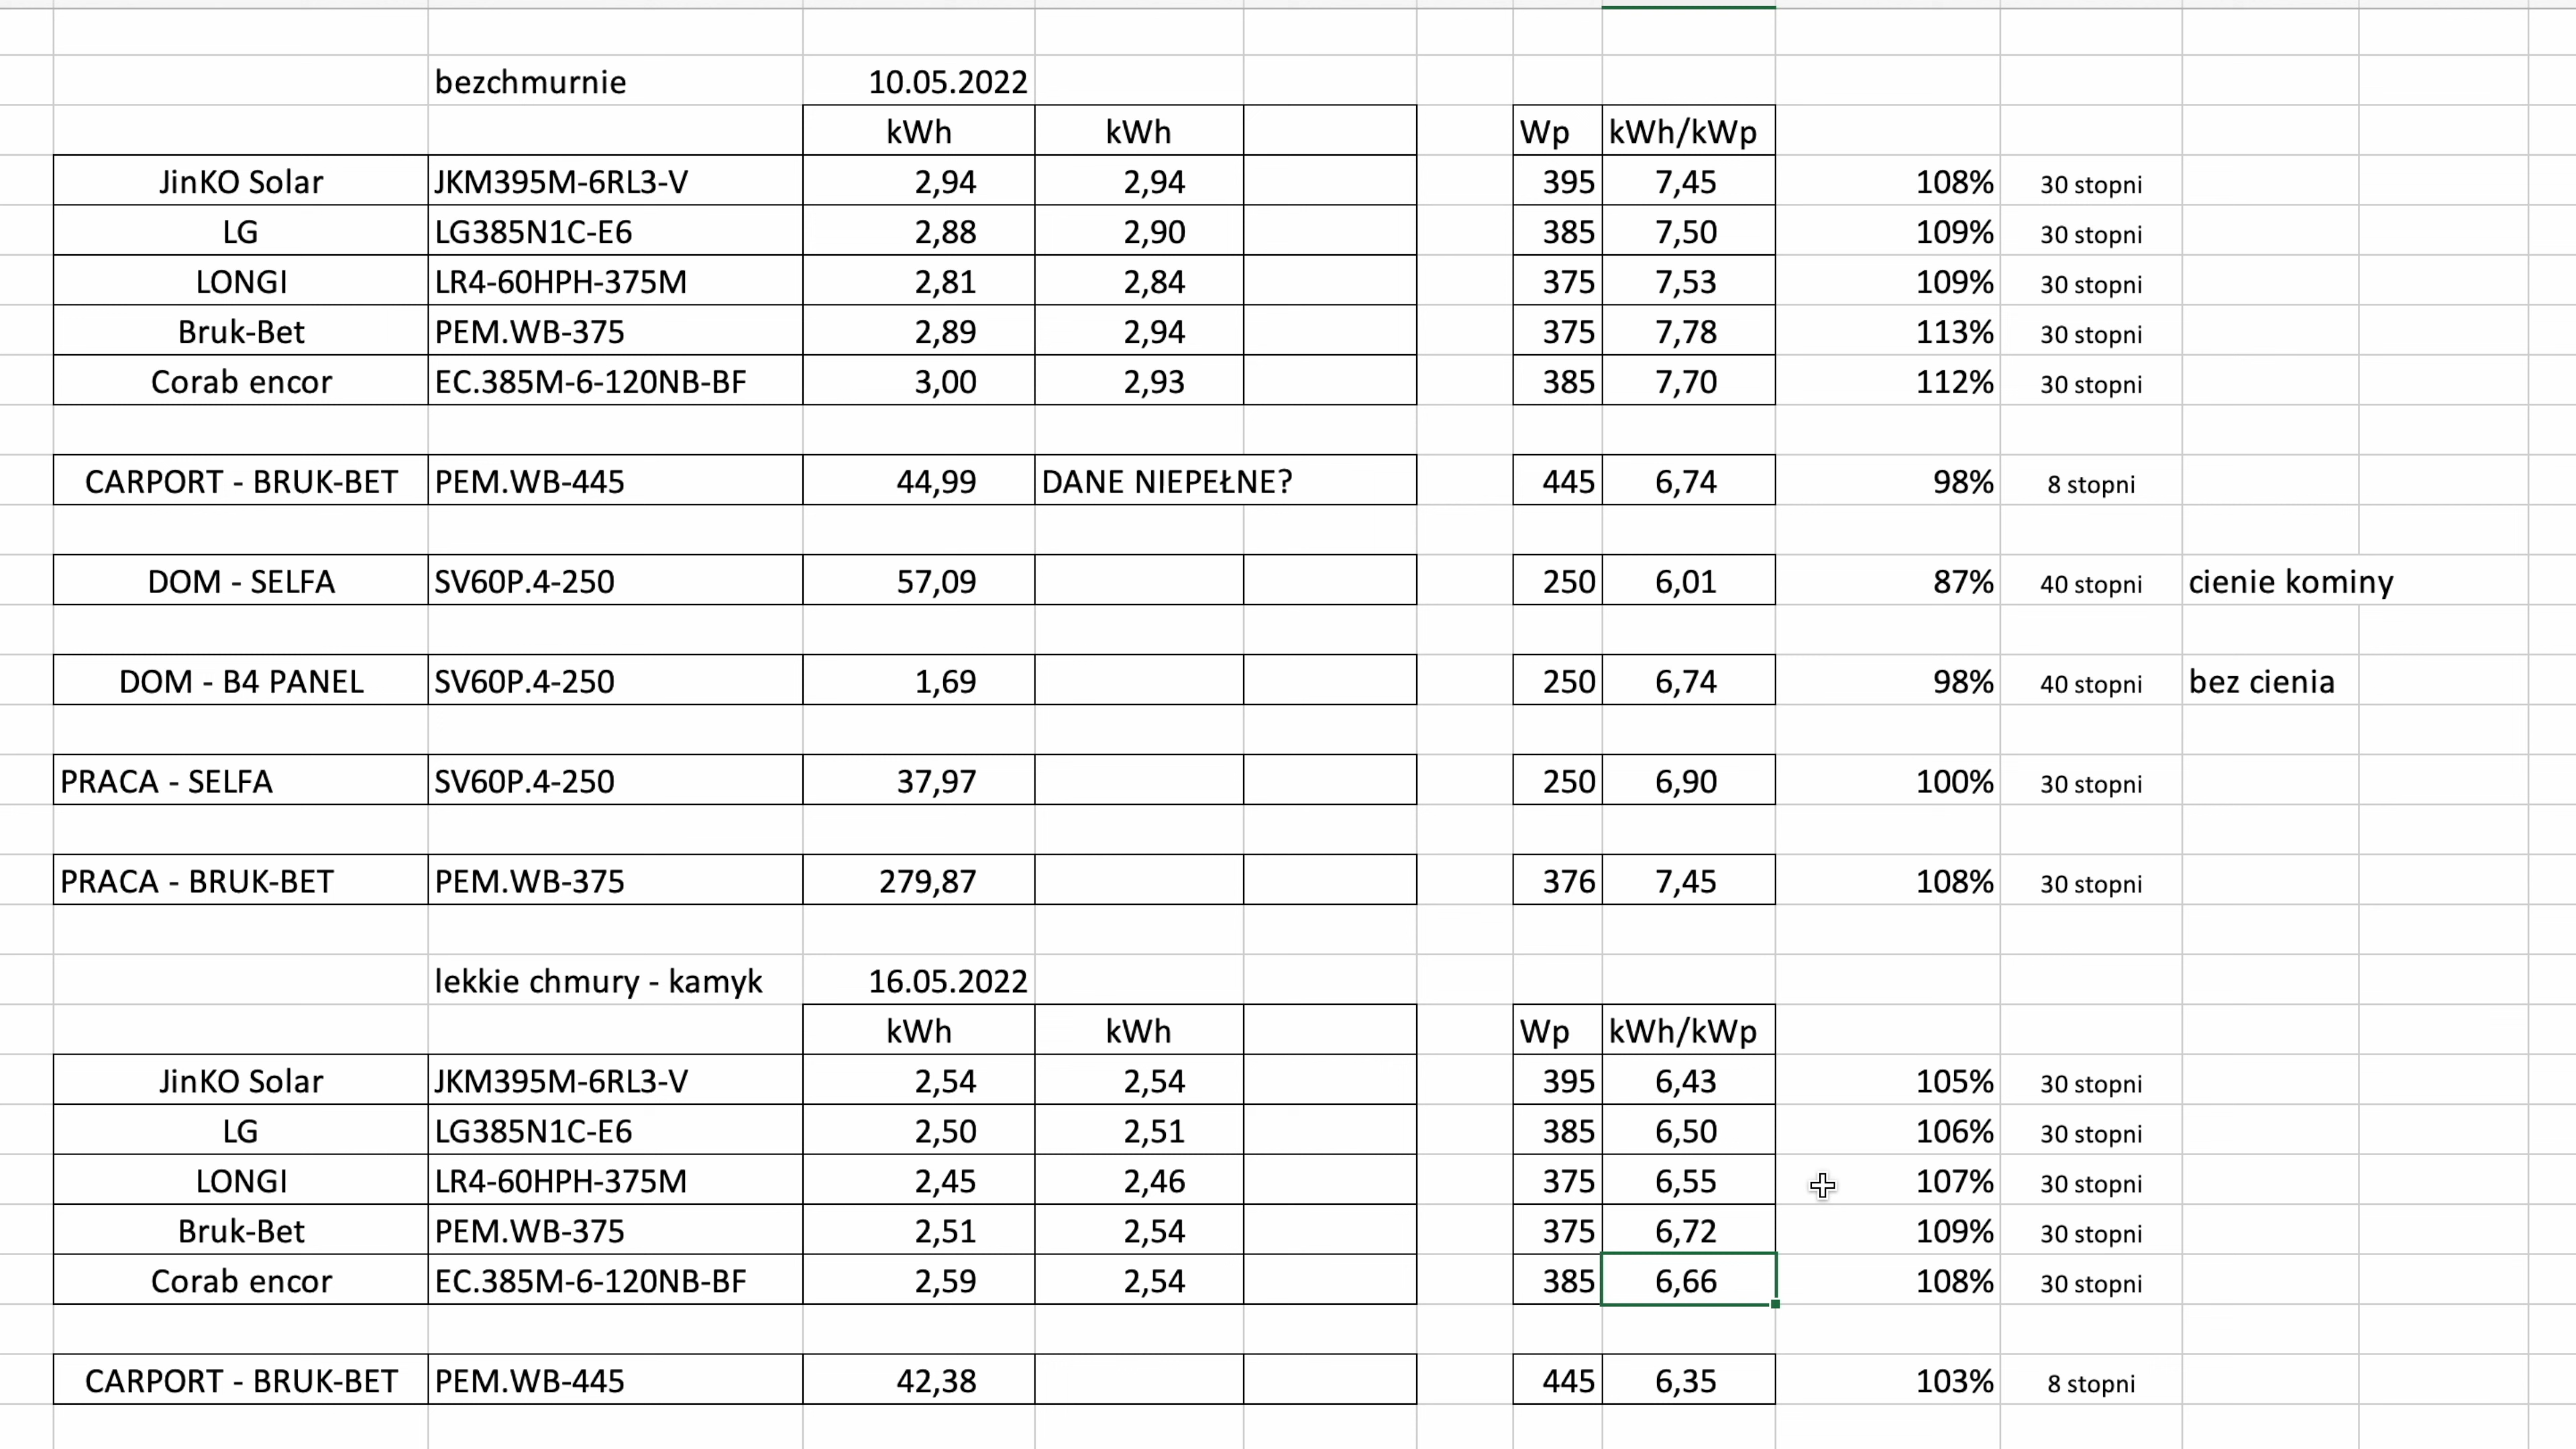 bezchmurnie 10.05.2022
kWh kWh Wp kWh/kWp
JinKO Solar JKM395M-6RL3-V 2,94 2,94 395 7,45 108% 30 stopni
LG LG385N1C-E6 2,88 2,90 385 7,50 109% 30 stopni
LONGI LR4-60HPH-375M 2,81 2,84 375 7,53 109% 30 stopni
Bruk-Bet PEM.WB-375 2,89 2,94 375 7,78 113% 30 stopni
Corab encor EC.385M-6-120NB-BF 3,00 2,93 385 7,70 112% 30 stopni
CARPORT - BRUK-BET PEM.WB-445 44,99 DANE NIEPEŁNE? 445 6,74 98% 8 stopni
DOM - SELFA SV60P.4-250 57,09 250 6,01 87% 40 stopni cienie kominy
DOM - B4 PANEL SV60P.4-250 1,69 250 6,74 98% 40 stopni bez cienia
PRACA - SELFA SV60P.4-250 37,97 250 6,90 100% 30 stopni
PRACA - BRUK-BET PEM.WB-375 279,87 376 7,45 108% 30 stopni
lekkie chmury - kamyk 16.05.2022
kWh kWh Wp kWh/kWp
JinKO Solar JKM395M-6RL3-V 2,54 2,54 395 6,43 105% 30 stopni
LG LG385N1C-E6 2,50 2,51 385 6,50 106% 30 stopni
LONGI LR4-60HPH-375M 2,45 2,46 375 6,55 107% 30 stopni
Bruk-Bet PEM.WB-375 2,51 2,54 375 6,72 109% 30 stopni
Corab encor EC.385M-6-120NB-BF 2,59 2,54 385 6,66 108% 30 stopni
CARPORT - BRUK-BET PEM.WB-445 42,38 445 6,35 103% 8 stopni